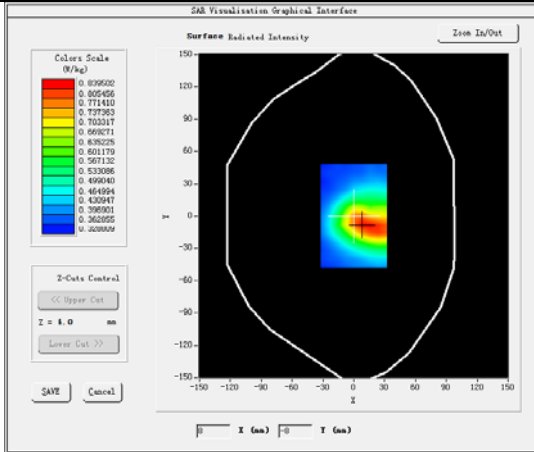 SAR Visualisation Graphical Interface
Surface Radiated Intensity
Zoom In/Out
Colors Scale
(W/kg)
0.839502
0.805456
0.771410
0.737363
0.703317
0.669271
0.635225
0.601179
0.567132
0.533086
0.499040
0.464994
0.430947
0.396901
0.362855
0.328809
150
120
90
60
30
0
-30
-60
-90
-120
-150
Y
-150 -120 -90 -60 -30 0 30 60 90 120 150
X
Z-Cuts Control
<< Upper Cut
Z = 4.0 mm
Lower Cut >>
SAVE
Cancel
8 X (mm) -8 Y (mm)